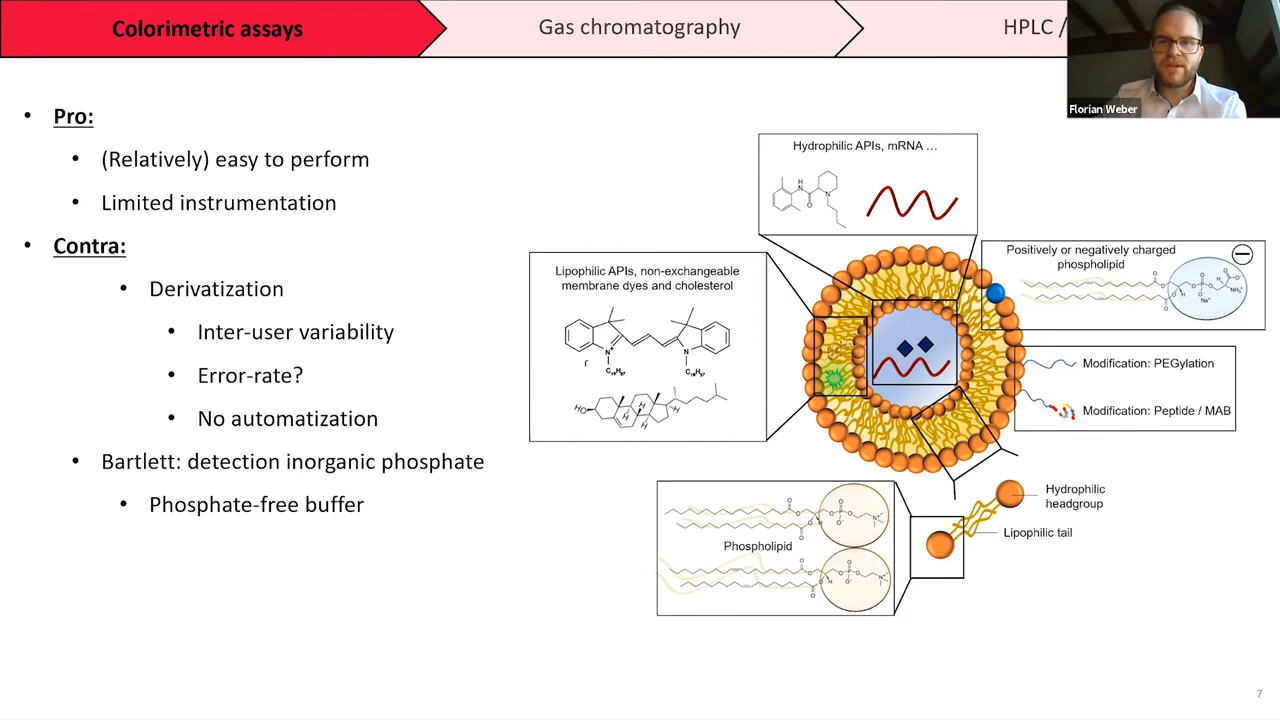 Colorimetric assays
Gas chromatography
HPLC /
Florian Weber
Pro:
(Relatively) easy to perform
Limited instrumentation
Contra:
Derivatization
Inter-user variability
Error-rate?
No automatization
Bartlett: detection inorganic phosphate
Phosphate-free buffer
Hydrophilic APIs, mRNA …
Lipophilic APIs, non-exchangeable
membrane dyes and cholesterol
Positively or negatively charged
phospholipid
Modification: PEGylation
Modification: Peptide / MAB
Phospholipid
Hydrophilic
headgroup
Lipophilic tail
7